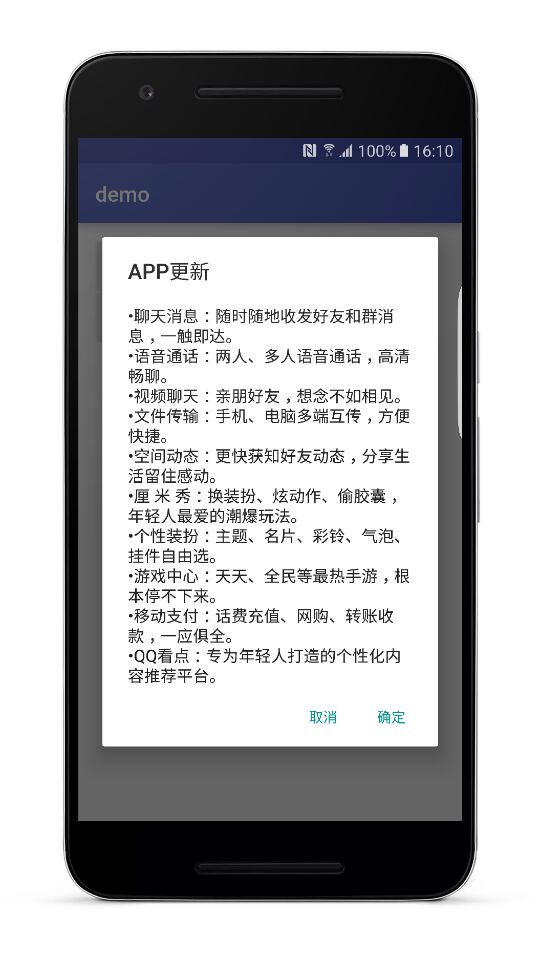 100% 16:10
demo
APP更新
•聊天消息：随时随地收发好友和群消
息，一触即达。
•语音通话：两人、多人语音通话，高清
畅聊。
•视频聊天：亲朋好友，想念不如相见。
•文件传输：手机、电脑多端互传，方便
快捷。
•空间动态：更快获知好友动态，分享生
活留住感动。
•厘 米 秀：换装扮、炫动作、偷胶囊，
年轻人最爱的潮爆玩法。
•个性装扮：主题、名片、彩铃、气泡、
挂件自由选。
•游戏中心：天天、全民等最热手游，根
本停不下来。
•移动支付：话费充值、网购、转账收
款，一应俱全。
•QQ看点：专为年轻人打造的个性化内
容推荐平台。
取消 确定